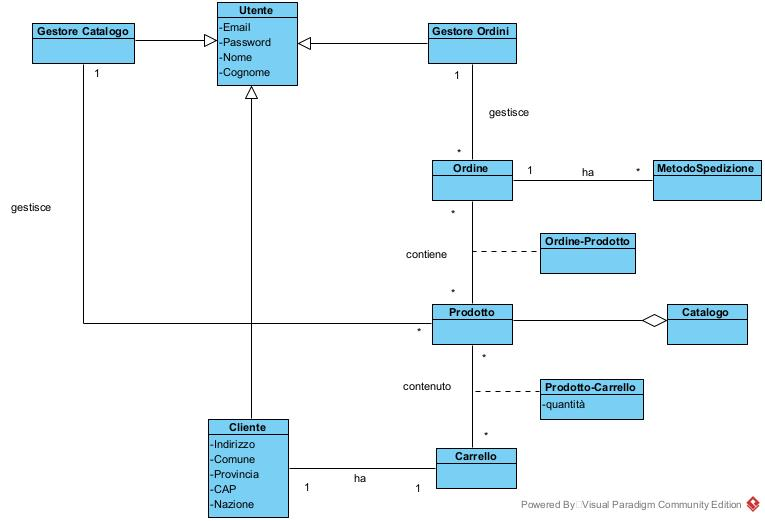 Utente
-Email
-Password
-Nome
-Cognome
Gestore Catalogo
Gestore Ordini
1
1
gestisce
*
Ordine
1
ha
*
MetodoSpedizione
gestisce
*
Ordine-Prodotto
contiene
*
Prodotto
Catalogo
*
*
contenuto
Prodotto-Carrello
-quantità
*
Cliente
-Indirizzo
-Comune
-Provincia
-CAP
-Nazione
Carrello
ha
1
1
Powered By Visual Paradigm Community Edition